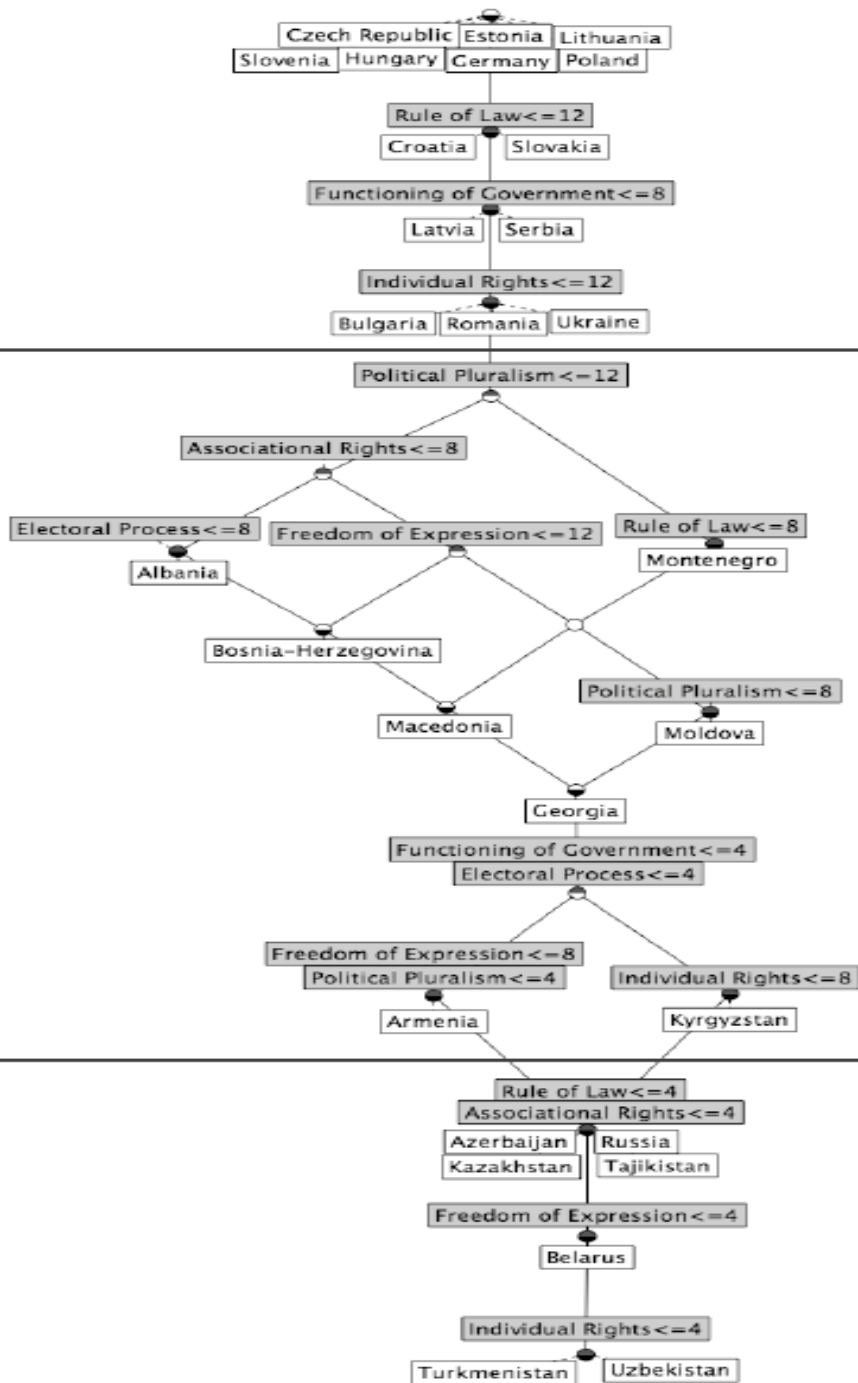 Czech Republic Estonia Lithuania
Slovenia Hungary Germany Poland
Rule of Law<=12
Croatia Slovakia
Functioning of Government<=8
Latvia Serbia
Individual Rights<=12
Bulgaria Romania Ukraine
Political Pluralism<=12
Associational Rights<=8
Electoral Process<=8 Freedom of Expression<=12 Rule of Law<=8
Albania Montenegro
Bosnia-Herzegovina
Political Pluralism<=8
Macedonia Moldova
Georgia
Functioning of Government<=4
Electoral Process<=4
Freedom of Expression<=8
Political Pluralism<=4 Individual Rights<=8
Armenia Kyrgyzstan
Rule of Law<=4
Associational Rights<=4
Azerbaijan Russia
Kazakhstan Tajikistan
Freedom of Expression<=4
Belarus
Individual Rights<=4
Turkmenistan Uzbekistan